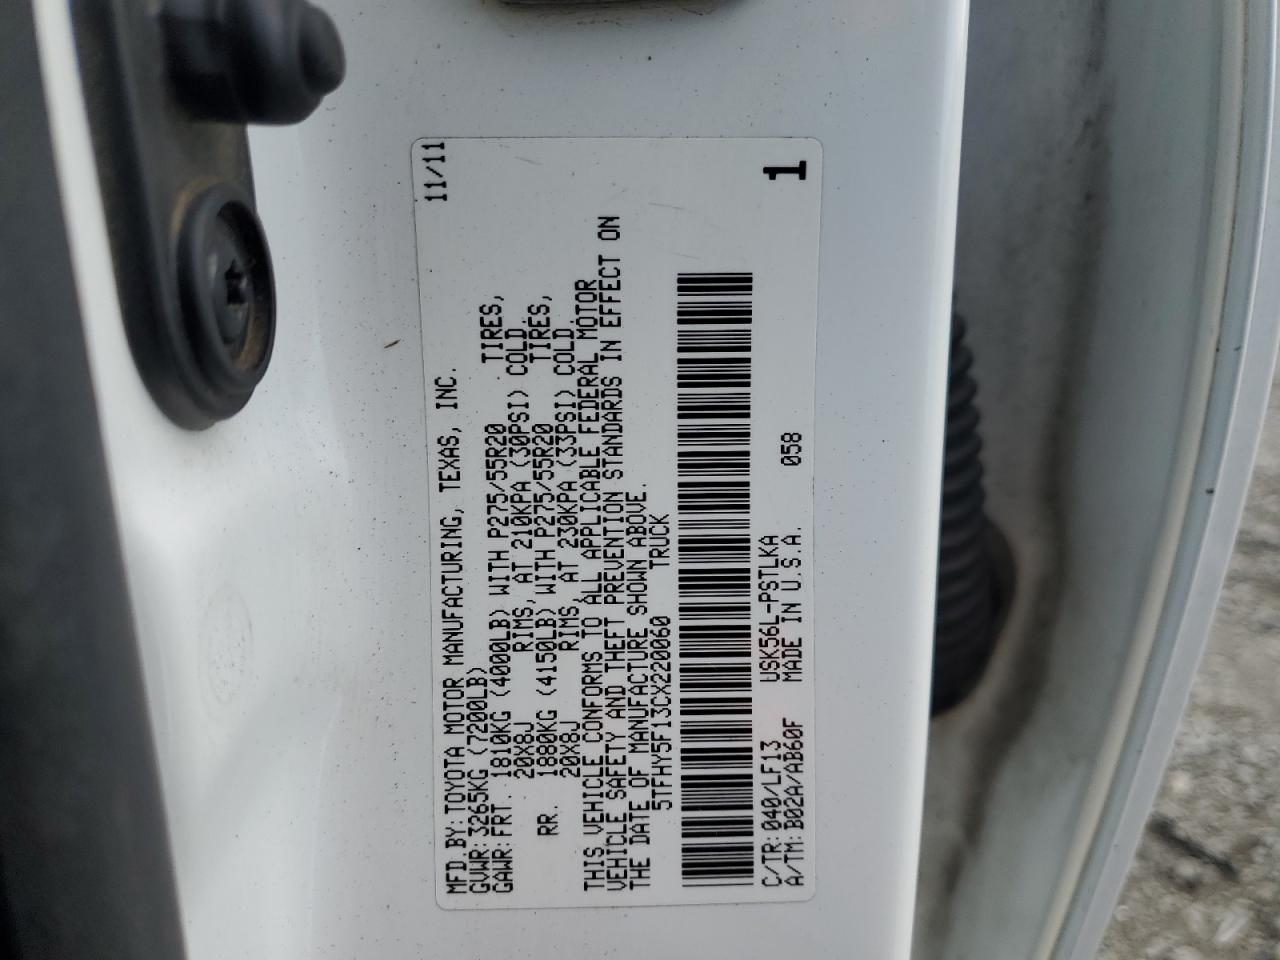 11/11
MFD.BY: TOYOTA MOTOR MANUFACTURING, TEXAS, INC.
GVWR: 3265KG (7200LB)
GAWR: FRT. 1810KG (4000LB) WITH P275/55R20 TIRES,
20X8J RIMS, AT 210KPA (30PSI) COLD.
RR. 1880KG (4150LB) WITH P275/55R20 TIRES,
20X8J RIMS, AT 230KPA (33PSI) COLD.
THIS VEHICLE CONFORMS TO ALL APPLICABLE FEDERAL MOTOR
VEHICLE SAFETY AND THEFT PREVENTION STANDARDS IN EFFECT ON
THE DATE OF MANUFACTURE SHOWN ABOVE.
5TFHY5F13CX220060 TRUCK
C/TR: 040/LF13 USK56L-PSTLKA
A/TM: B02A/AB60F MADE IN U.S.A. 058
1